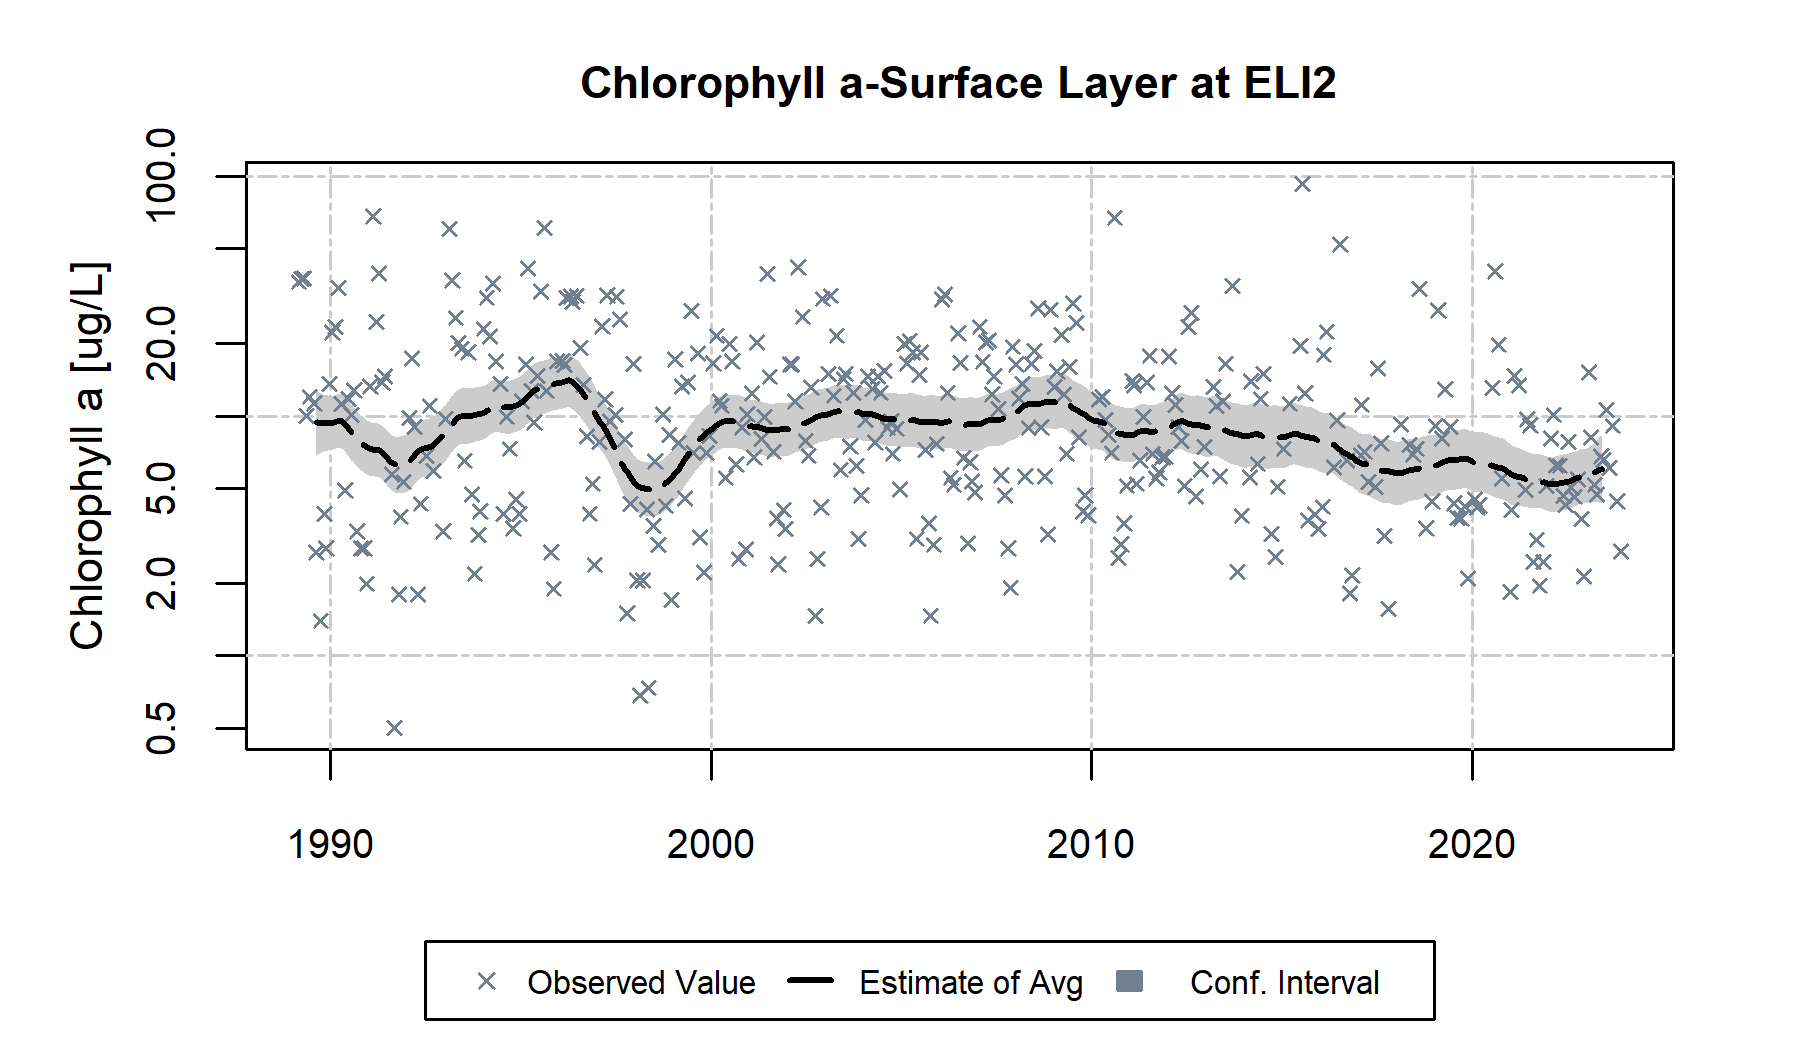 Chlorophyll a-Surface Layer at ELI2
Chlorophyll a [ug/L]
100.0
20.0
5.0
2.0
0.5
1990 2000 2010 2020
Observed Value Estimate of Avg Conf. Interval